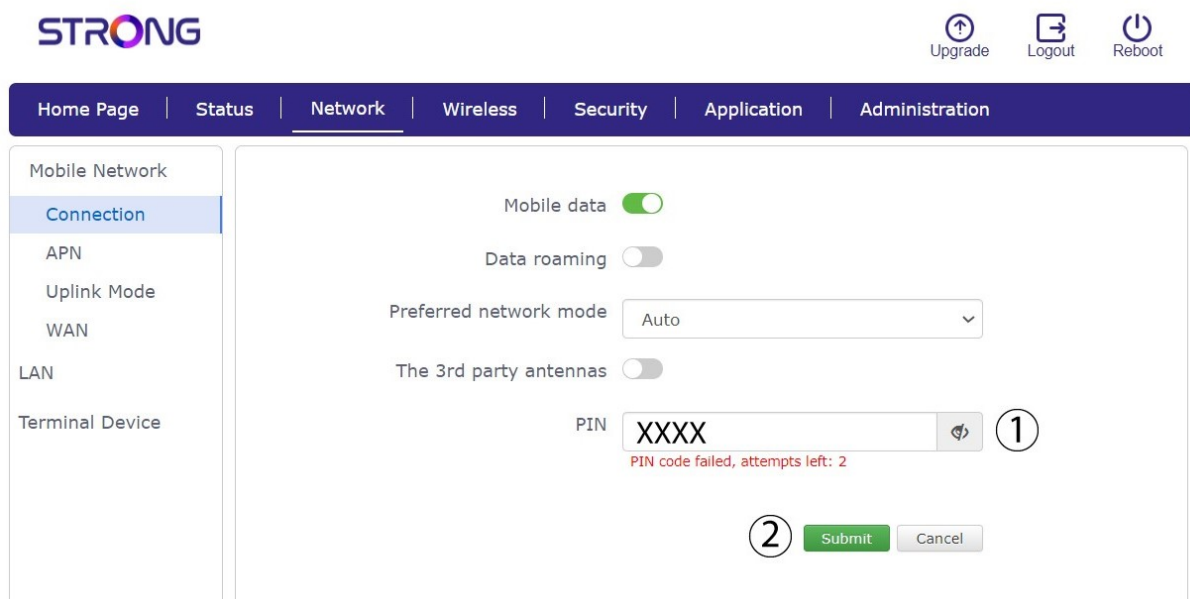 STRONG
Upgrade
Logout
Reboot
Home Page
Status
Network
Wireless
Security
Application
Administration
Mobile Network
Connection
APN
Uplink Mode
WAN
LAN
Terminal Device
Mobile data
Data roaming
Preferred network mode
Auto
The 3rd party antennas
PIN
XXXX
1
PIN code failed, attempts left: 2
2
Submit
Cancel